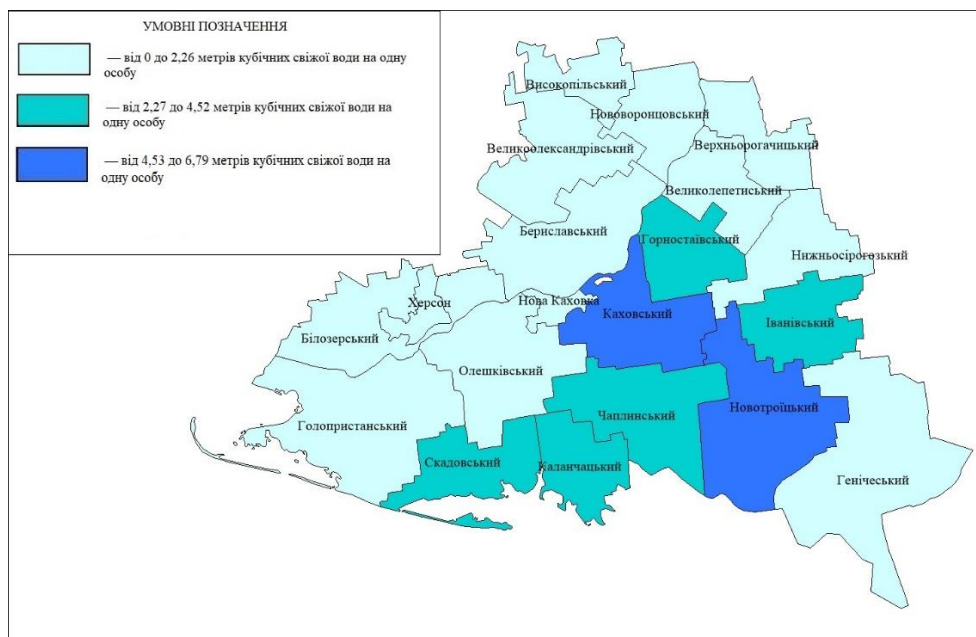 УМОВНІ ПОЗНАЧЕННЯ
— від 0 до 2,26 метрів кубічних свіжої води на одну
особу
— від 2,27 до 4,52 метрів кубічних свіжої води на
одну особу
— від 4,53 до 6,79 метрів кубічних свіжої води на
одну особу
Високопільський
Нововоронцовський
Великоолександрівський
Верхньорогачицький
Великолепетиський
Бериславський
Горностаївський
Нижньосірогозький
Херсон
Нова Каховка
Каховський
Іванівський
Білозерський
Олешківський
Голопристанський
Чаплинський
Новотроїцький
Скадовський
Каланчацький
Генічеський